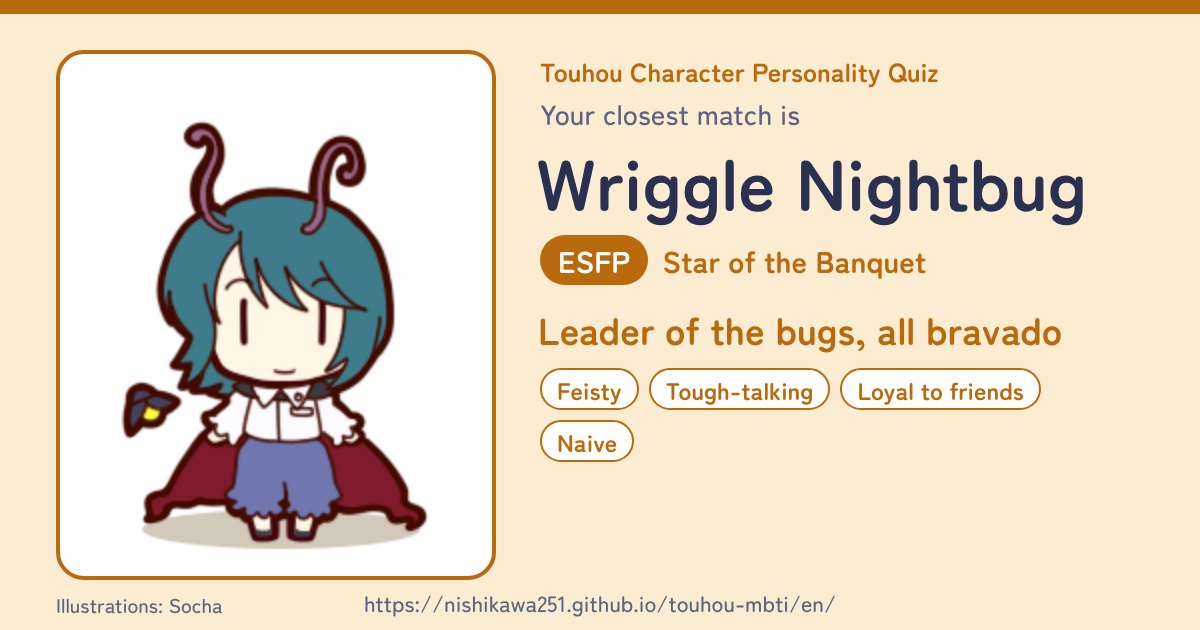 Touhou Character Personality Quiz
Your closest match is
Wriggle Nightbug
ESFP Star of the Banquet
Leader of the bugs, all bravado
Feisty Tough-talking Loyal to friends
Naive
Illustrations: Socha https://nishikawa251.github.io/touhou-mbti/en/